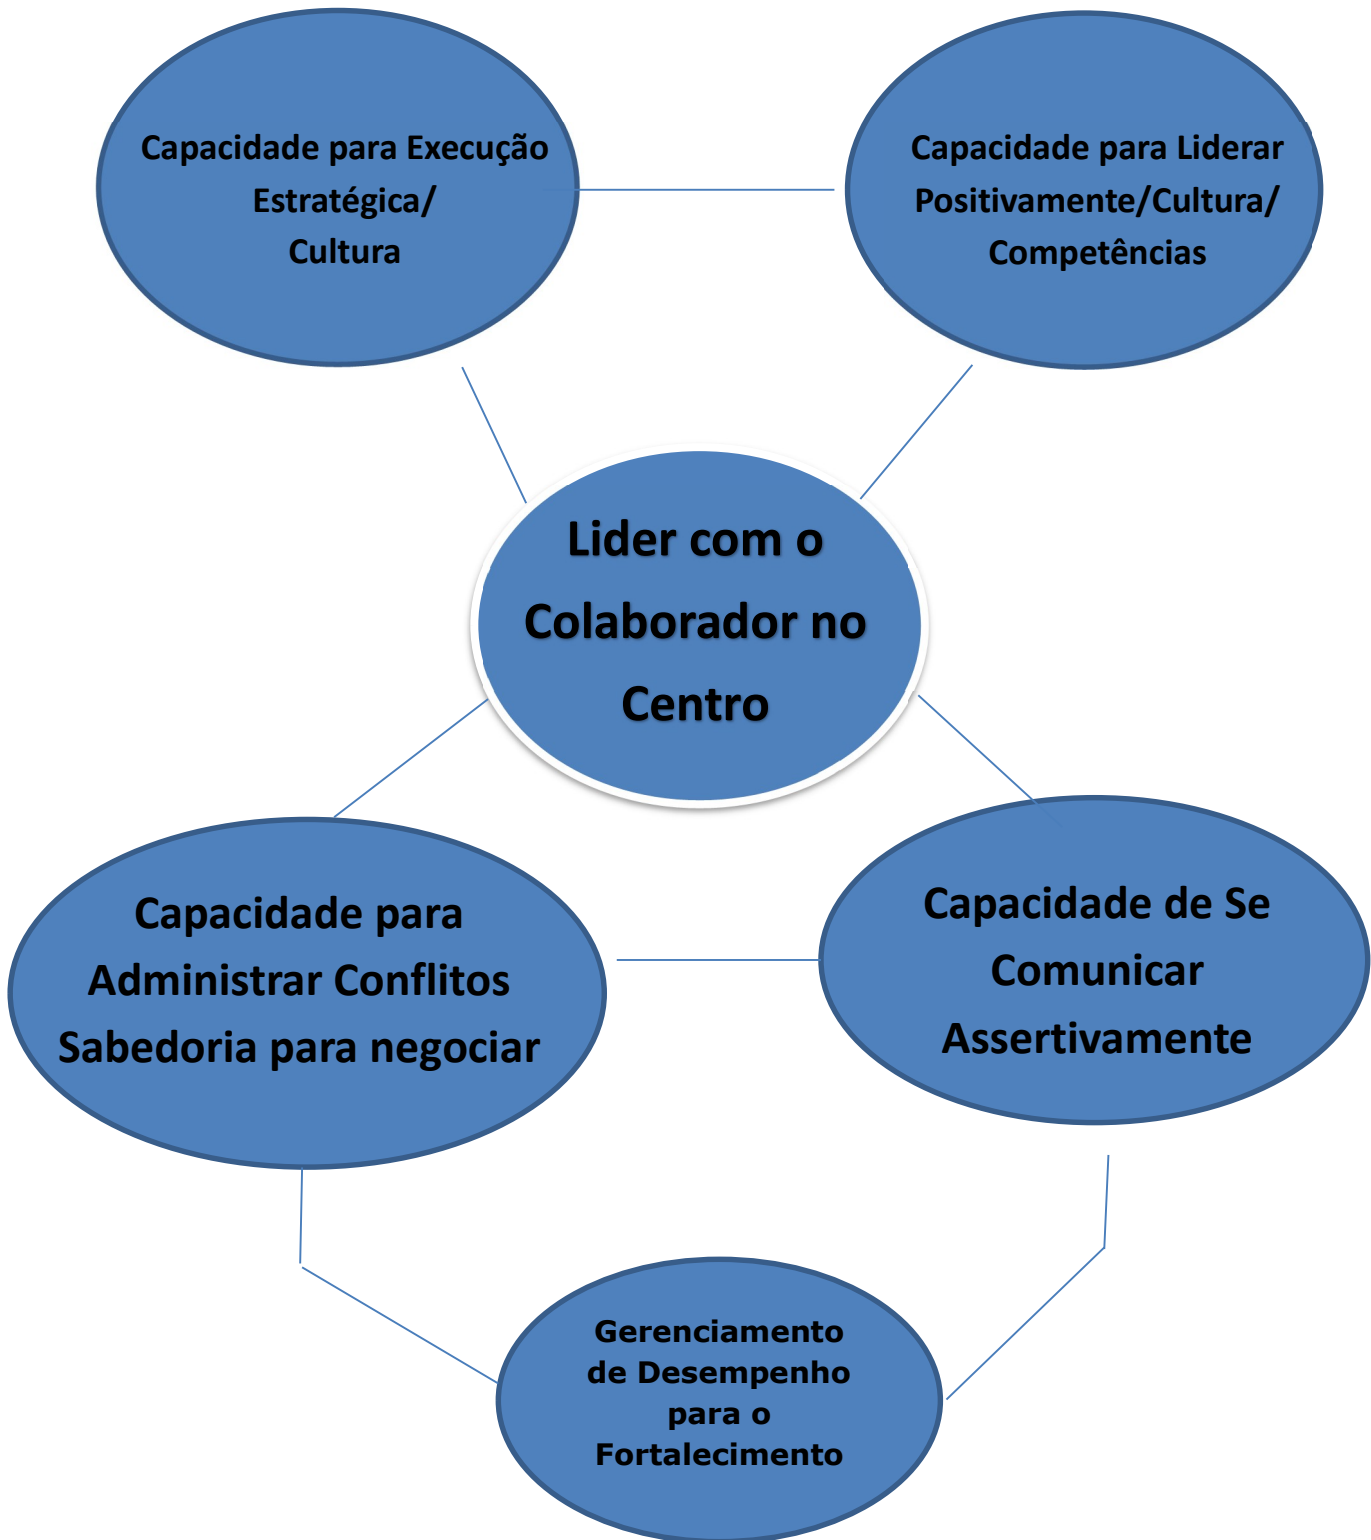 Capacidade para Execução
Estratégica/
Cultura
Capacidade para Liderar
Positivamente/Cultura/
Competências
Lider com o
Colaborador no
Centro
Capacidade para
Administrar Conflitos
Sabedoria para negociar
Capacidade de Se
Comunicar
Assertivamente
Gerenciamento
de Desempenho
para o
Fortalecimento